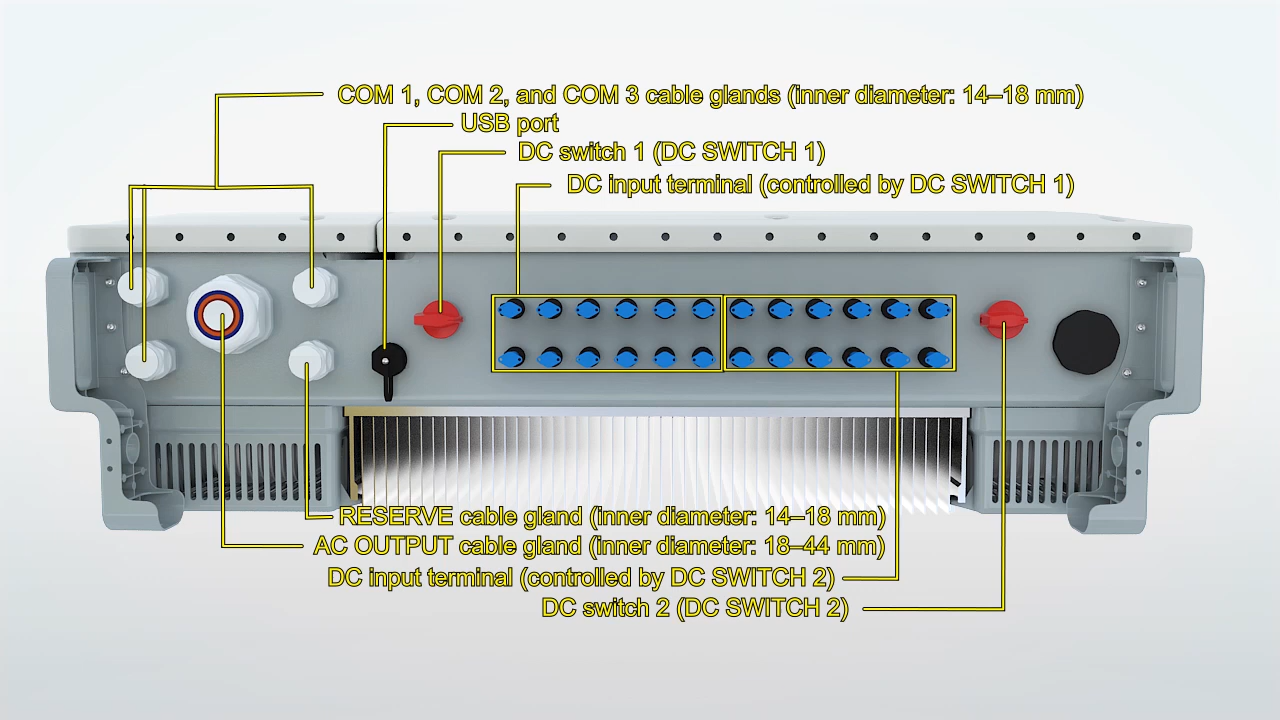 COM 1, COM 2, and COM 3 cable glands (inner diameter: 14–18 mm)
USB port
DC switch 1 (DC SWITCH 1)
DC input terminal (controlled by DC SWITCH 1)
RESERVE cable gland (inner diameter: 14–18 mm)
AC OUTPUT cable gland (inner diameter: 18–44 mm)
DC input terminal (controlled by DC SWITCH 2)
DC switch 2 (DC SWITCH 2)